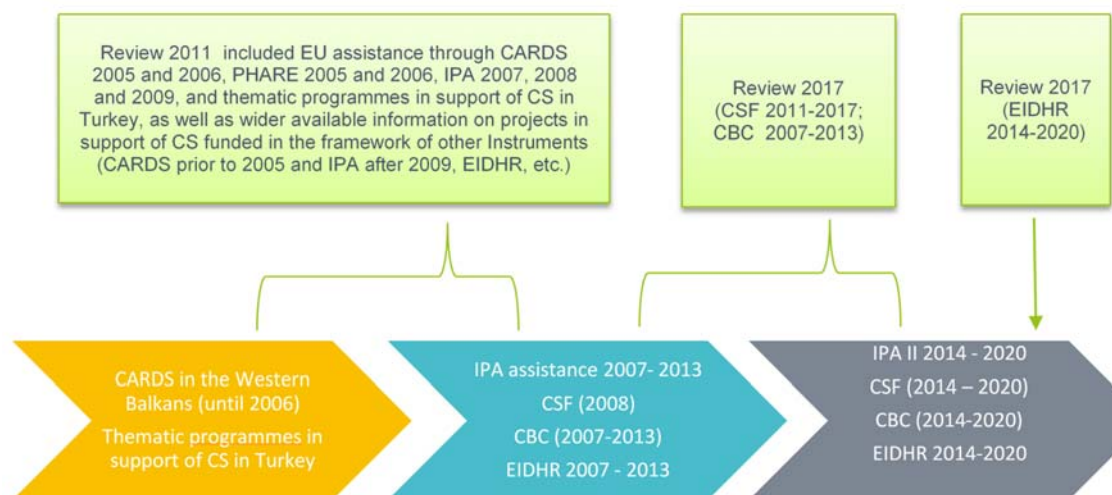 Review 2011  included EU assistance through CARDS
2005 and 2006, PHARE 2005 and 2006, IPA 2007, 2008
and 2009, and thematic programmes in support of CS in
Turkey, as well as wider available information on projects in
support of CS funded in the framework of other Instruments
(CARDS prior to 2005 and IPA after 2009, EIDHR, etc.)
Review 2017
(CSF 2011-2017;
CBC  2007-2013)
Review 2017
(EIDHR
2014-2020)
CARDS in the Western
Balkans (until 2006)
Thematic programmes in
support of CS in Turkey
IPA assistance 2007- 2013
CSF (2008)
CBC (2007-2013)
EIDHR 2007 - 2013
IPA II 2014 - 2020
CSF (2014 – 2020)
CBC (2014-2020)
EIDHR 2014-2020